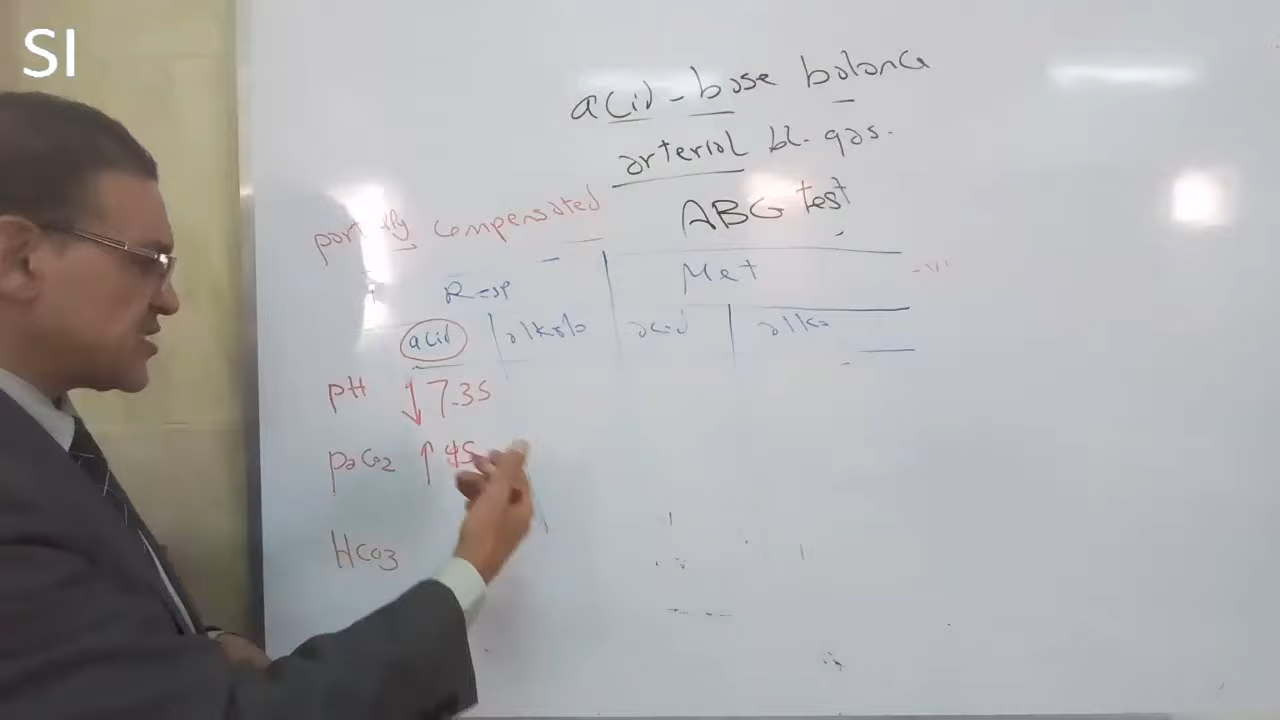 SI
acid-base balance
arterial bl. gas.
ABG test
partly compensated
Resp Met
acid alkalo acid alka
pH ↓ 7.35
paCO2 ↑ 45
HCO3